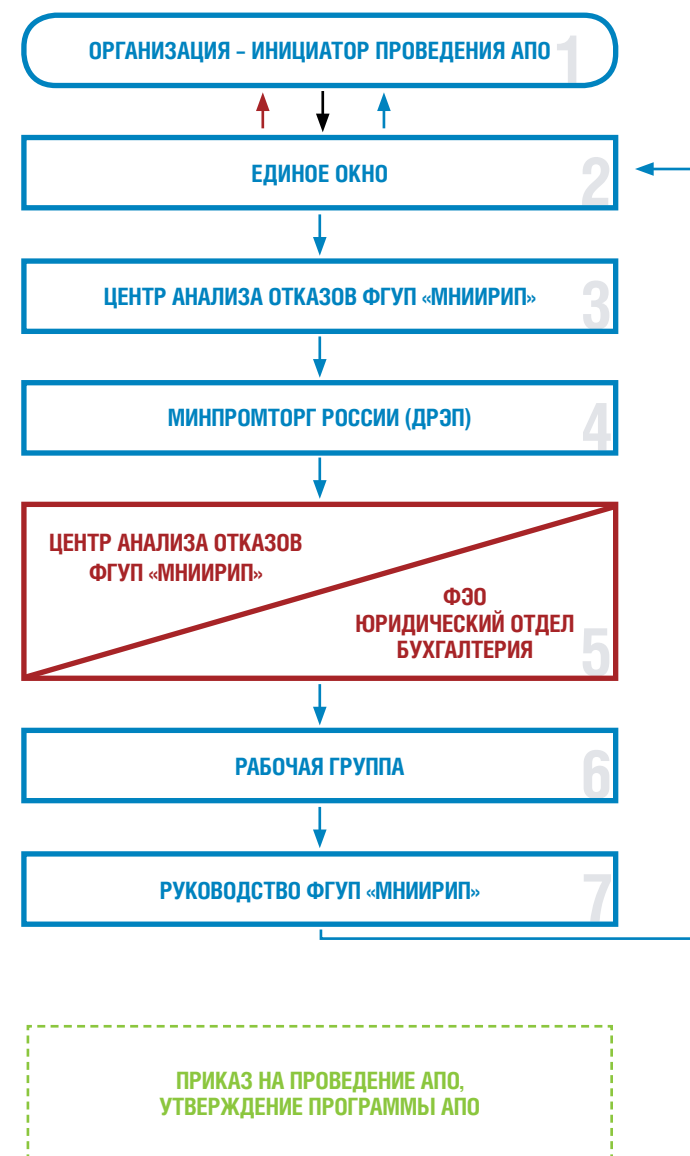 ОРГАНИЗАЦИЯ – ИНИЦИАТОР ПРОВЕДЕНИЯ АПО
1
ЕДИНОЕ ОКНО
2
ЦЕНТР АНАЛИЗА ОТКАЗОВ ФГУП «МНИИРИП»
3
МИНПРОМТОРГ РОССИИ (ДРЭП)
4
ЦЕНТР АНАЛИЗА ОТКАЗОВ
ФГУП «МНИИРИП»
ФЭО
ЮРИДИЧЕСКИЙ ОТДЕЛ
БУХГАЛТЕРИЯ
5
РАБОЧАЯ ГРУППА
6
РУКОВОДСТВО ФГУП «МНИИРИП»
7
ПРИКАЗ НА ПРОВЕДЕНИЕ АПО,
УТВЕРЖДЕНИЕ ПРОГРАММЫ АПО